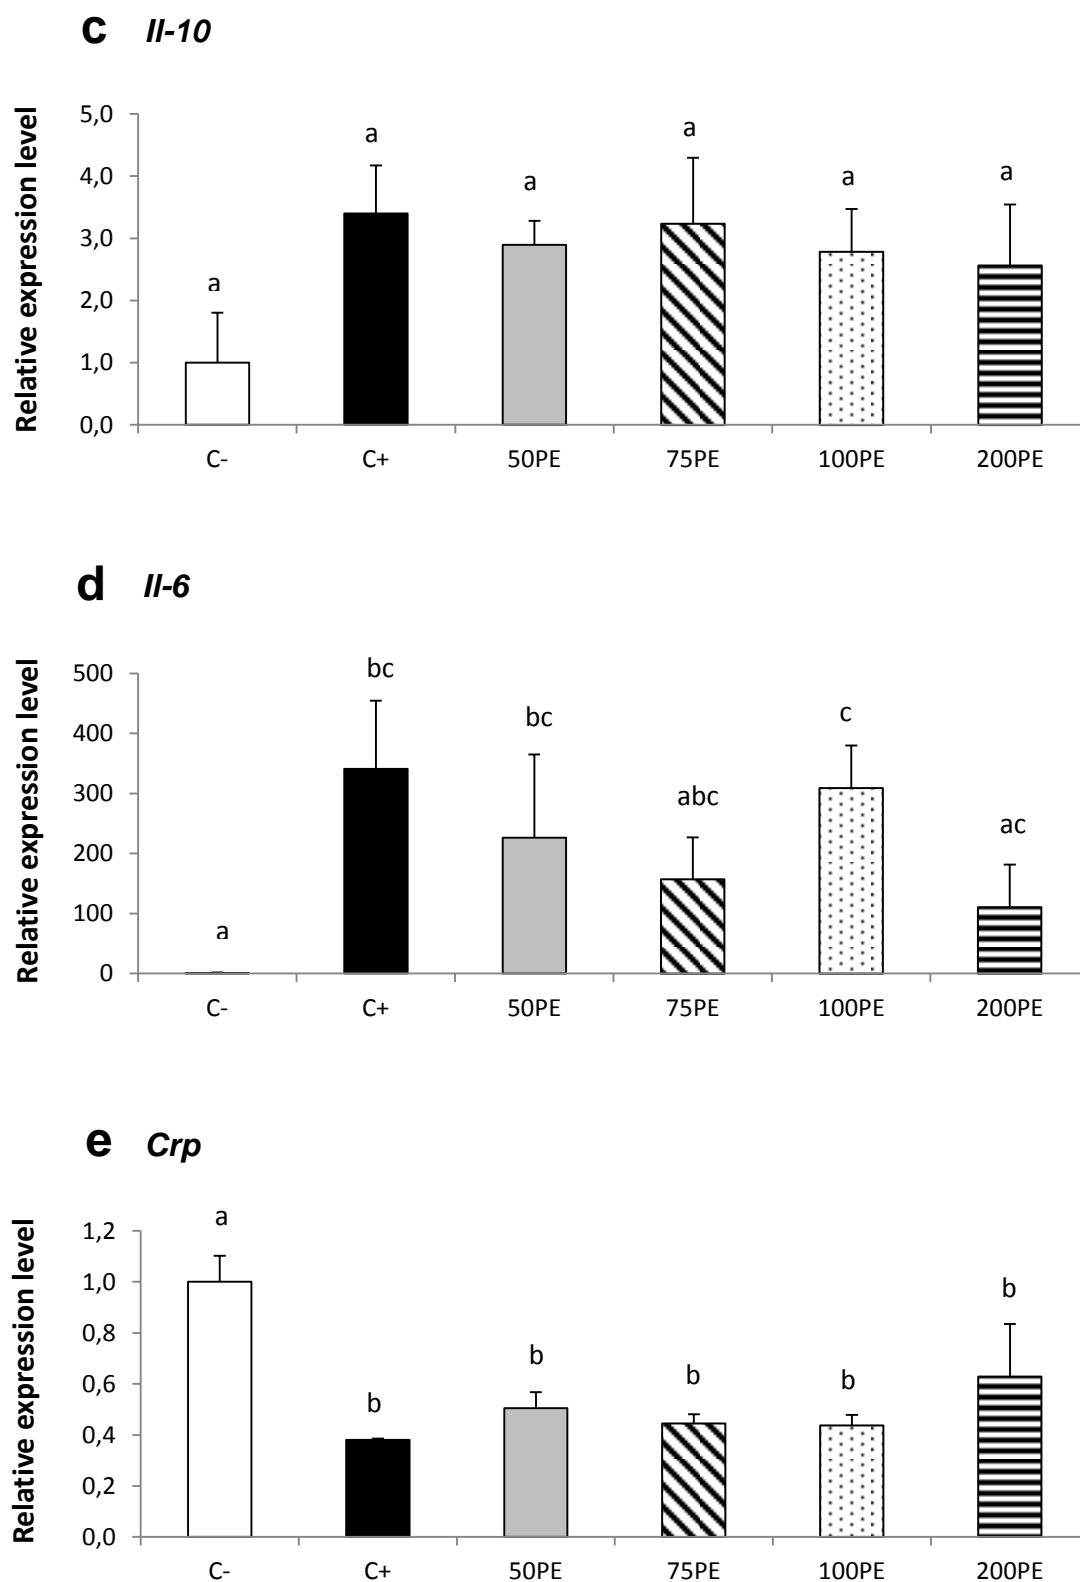 c Il-10
Relative expression level
5,0
4,0
3,0
2,0
1,0
0,0
a a a a a a
C- C+ 50PE 75PE 100PE 200PE
d Il-6
Relative expression level
500
400
300
200
100
0
a bc bc abc c ac
C- C+ 50PE 75PE 100PE 200PE
e Crp
Relative expression level
1,2
1,0
0,8
0,6
0,4
0,2
0,0
a b b b b b
C- C+ 50PE 75PE 100PE 200PE